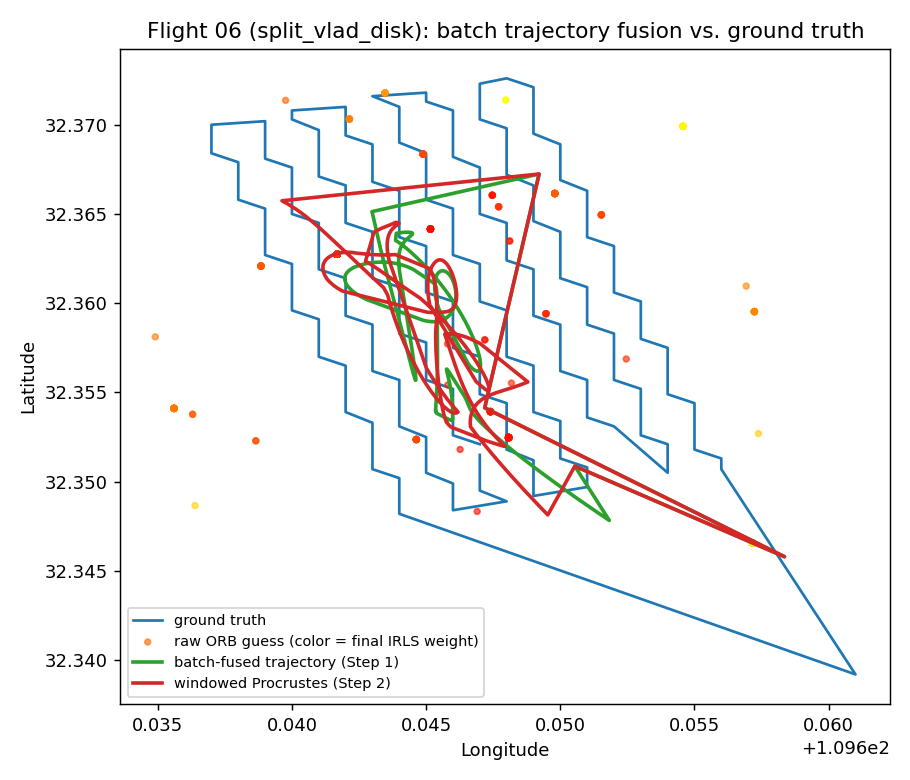 Flight 06 (split_vlad_disk): batch trajectory fusion vs. ground truth
32.370
32.365
32.360
32.355
32.350
32.345
32.340
Latitude
ground truth
raw ORB guess (color = final IRLS weight)
batch-fused trajectory (Step 1)
windowed Procrustes (Step 2)
0.035 0.040 0.045 0.050 0.055 0.060
Longitude
+1.096e2